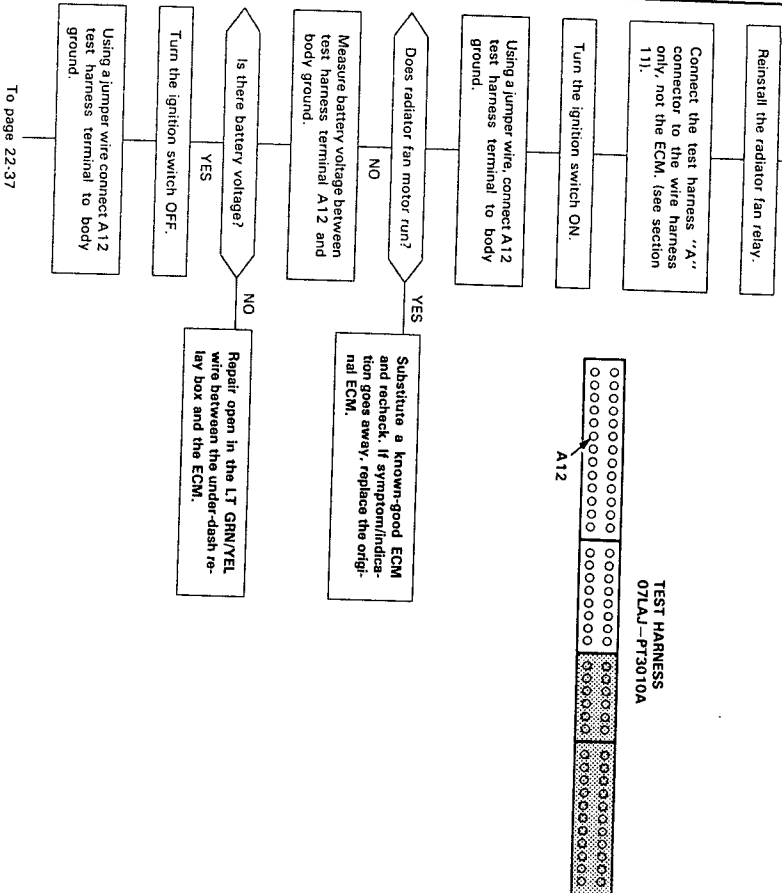 Reinstall the radiator fan relay.
Connect the test harness "A"
connector to the wire harness
only, not the ECM. (see section
11).
Turn the ignition switch ON.
Using a jumper wire, connect A12
test harness terminal to body
ground.
Does radiator fan motor run?
YES
Substitute a known-good ECM
and recheck. If symptom/indica-
tion goes away, replace the origi-
nal ECM.
NO
Measure battery voltage between
test harness terminal A12 and
body ground.
Is there battery voltage?
NO
Repair open in the LT GRN/YEL
wire between the under-dash re-
lay box and the ECM.
YES
Turn the ignition switch OFF.
Using a jumper wire connect A12
test harness terminal to body
ground.
To page 22-37
TEST HARNESS
07LAJ—PT3010A
A12